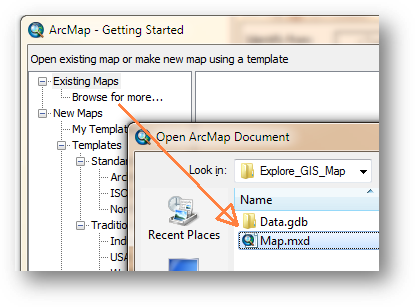 ArcMap - Getting Started
Open existing map or make new map using a template
Existing Maps
Browse for more...
New Maps
My Templat
Templates
Standa
Arc
ISO
No
Traditio
Ind
USA
Wo
Open ArcMap Document
Look in: Explore_GIS_Map
Recent Places
Name
Data.gdb
Map.mxd